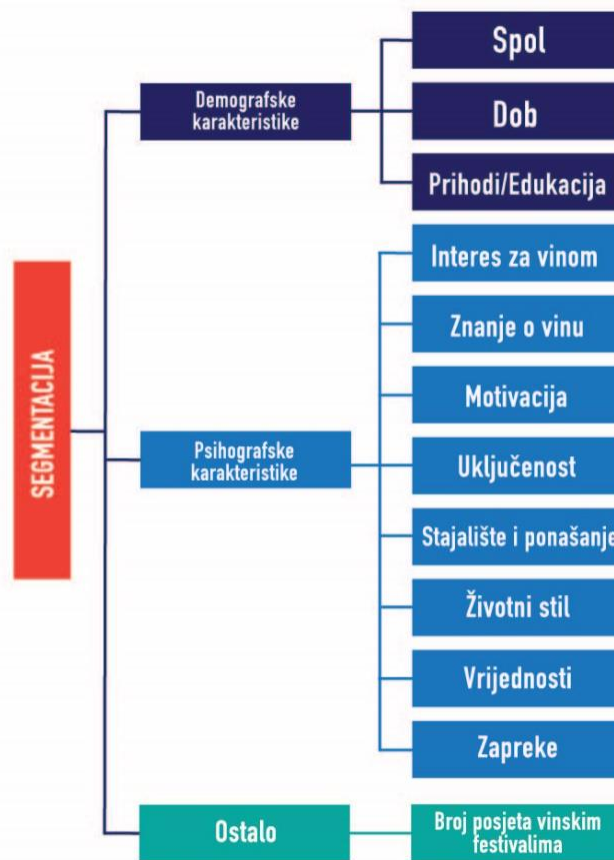 SEGMENTACIJA
Demografske
karakteristike
Spol
Dob
Prihodi/Edukacija
Psihografske
karakteristike
Interes za vinom
Znanje o vinu
Motivacija
Uključenost
Stajalište i ponašanje
Životni stil
Vrijednosti
Zapreke
Ostalo
Broj posjeta vinskim
festivalima